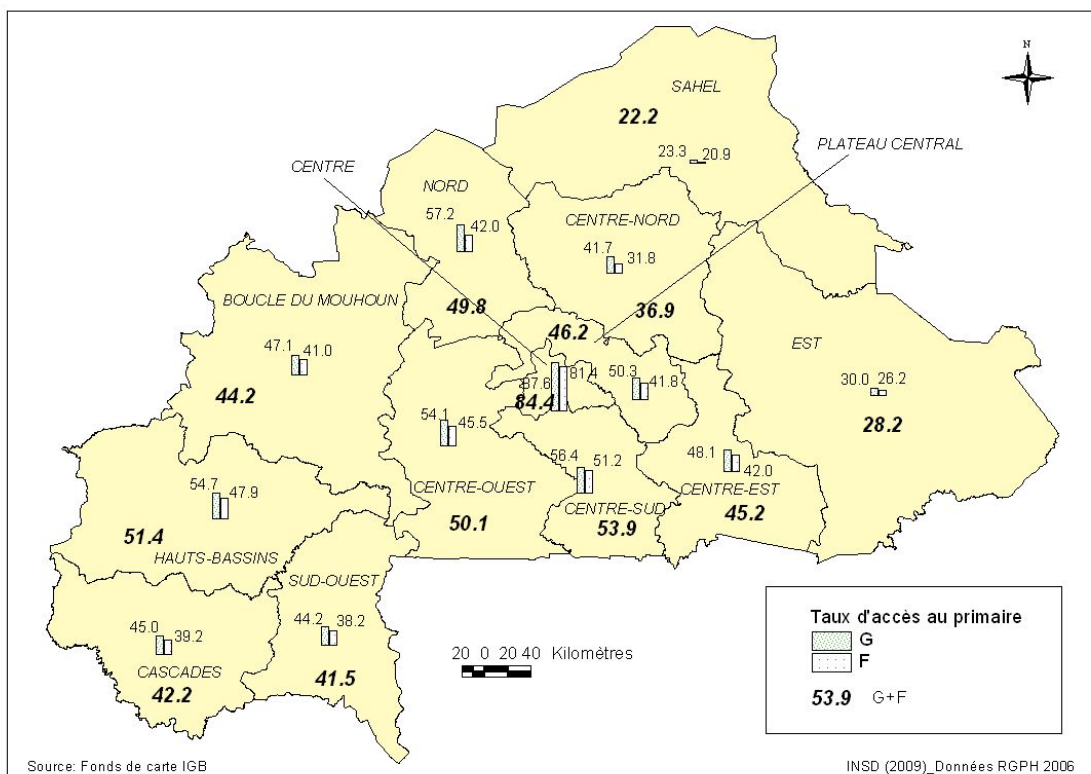 N
SAHEL
22.2
23.3 20.9
PLATEAU CENTRAL
CENTRE
NORD
57.2 42.0
49.8
CENTRE-NORD
41.7 31.8
36.9
BOUCLE DU MOUHOUN
47.1 41.0
44.2
46.2
50.3 41.8
87.6 81.4
84.4
EST
30.0 26.2
28.2
54.1 45.5
CENTRE-OUEST
50.1
56.4 51.2
CENTRE-SUD
53.9
48.1 42.0
CENTRE-EST
45.2
54.7 47.9
51.4
HAUTS-BASSINS
SUD-OUEST
44.2 38.2
41.5
45.0 39.2
CASCADES
42.2
20 0 20 40 Kilomètres
Taux d'accès au primaire
G
F
53.9 G+F
Source: Fonds de carte IGB
INSD (2009)_Données RGPH 2006